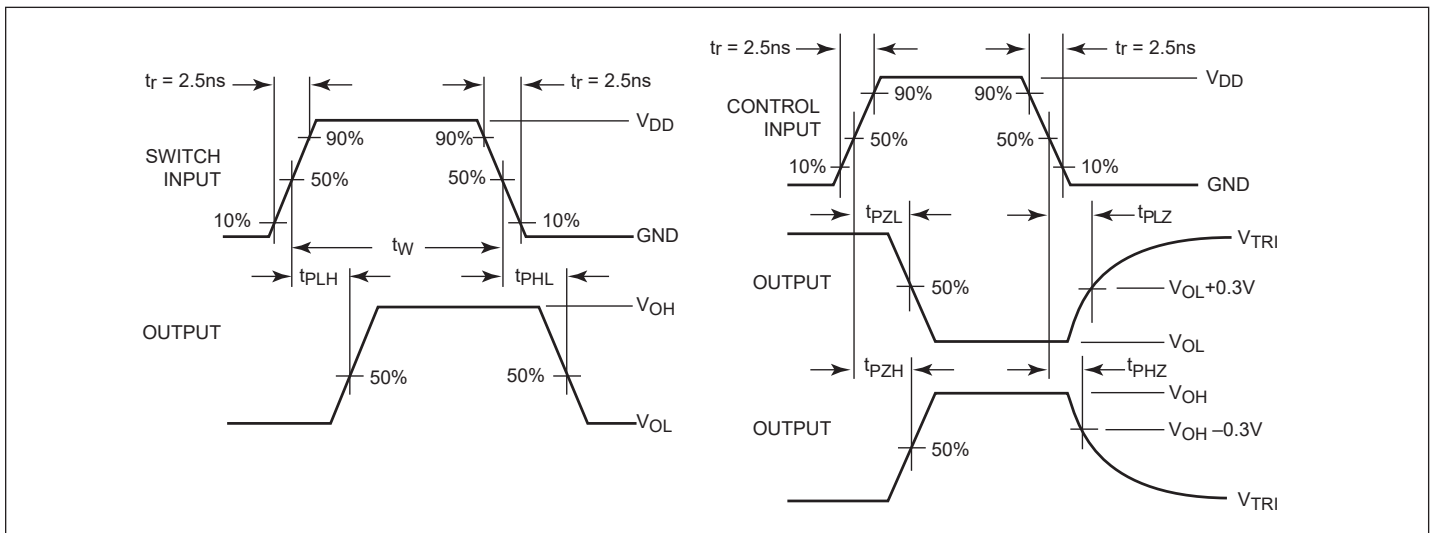 tr = 2.5ns
tr = 2.5ns
VDD
90%
90%
SWITCH
INPUT
50%
50%
10%
10%
GND
tW
tPLH
tPHL
VOH
OUTPUT
50%
50%
VOL
tr = 2.5ns
tr = 2.5ns
VDD
90%
90%
CONTROL
INPUT
50%
50%
10%
10%
GND
tPZL
tPLZ
VTRI
OUTPUT
50%
VOL+0.3V
VOL
tPZH
tPHZ
VOH
OUTPUT
VOH –0.3V
50%
VTRI